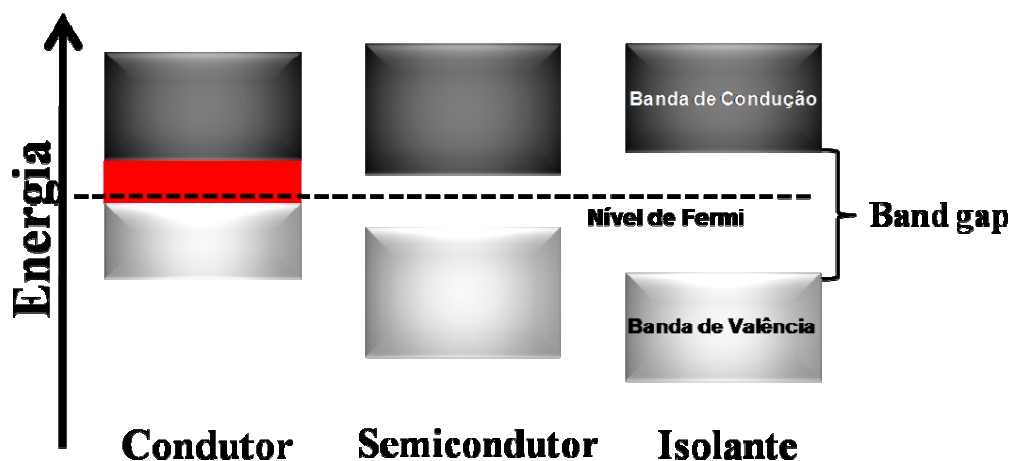 Energia
Banda de Condução
Nível de Fermi
Band gap
Banda de Valência
Condutor
Semicondutor
Isolante